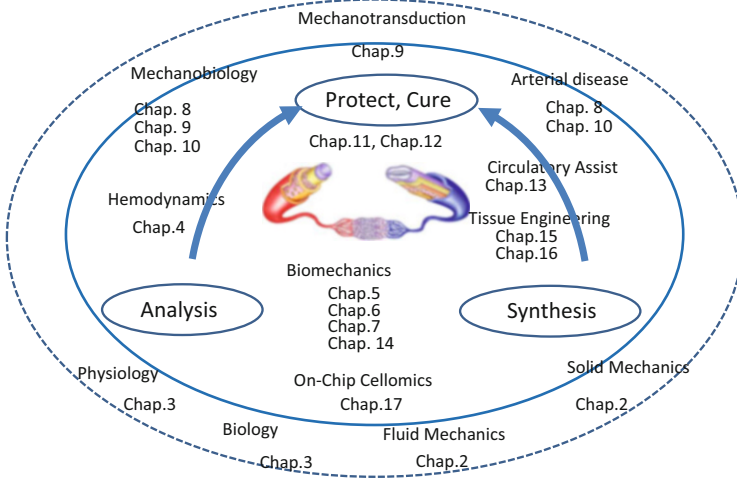 Mechanotransduction
Chap.9
Mechanobiology
Chap. 8
Chap. 9
Chap. 10
Arterial disease
Chap. 8
Chap. 10
Protect, Cure
Chap.11, Chap.12
Circulatory Assist
Chap.13
Hemodynamics
Chap.4
Tissue Engineering
Chap.15
Chap.16
Biomechanics
Chap.5
Chap.6
Chap.7
Chap. 14
Analysis
Synthesis
Physiology
Chap.3
On-Chip Cellomics
Chap.17
Solid Mechanics
Chap.2
Biology
Chap.3
Fluid Mechanics
Chap.2